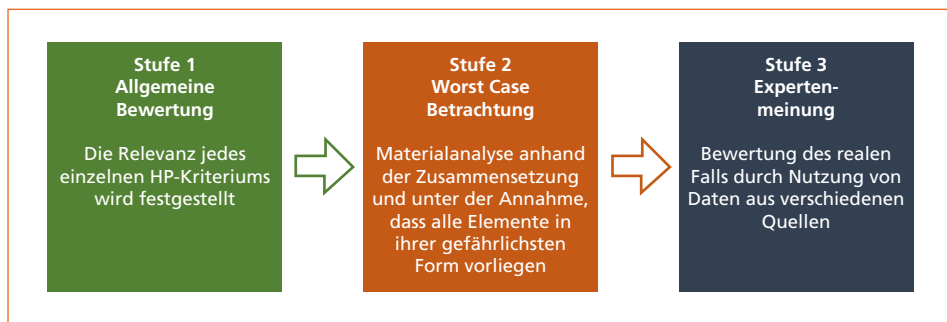 Stufe 1
Allgemeine
Bewertung
Die Relevanz jedes
einzelnen HP-Kriteriums
wird festgestellt
Stufe 2
Worst Case
Betrachtung
Materialanalyse anhand
der Zusammensetzung
und unter der Annahme,
dass alle Elemente in
ihrer gefährlichsten
Form vorliegen
Stufe 3
Experten-
meinung
Bewertung des realen
Falls durch Nutzung von
Daten aus verschiedenen
Quellen